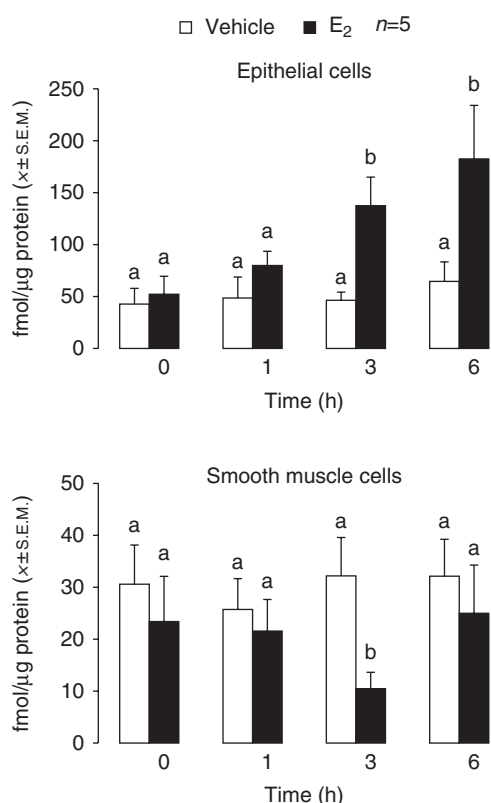 Vehicle E₂ n=5
Epithelial cells
fmol/μg protein (x±S.E.M.)
250
200
150
100
50
0
a a a a a b a b
0 1 3 6
Time (h)
Smooth muscle cells
fmol/μg protein (x±S.E.M.)
50
40
30
20
10
0
a a a a a b a a
0 1 3 6
Time (h)